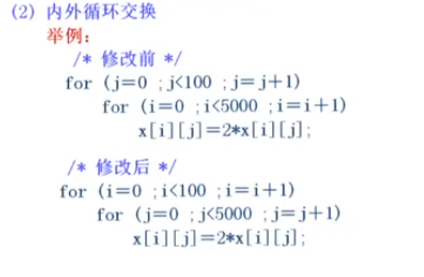 (2) 内外循环交换
举例：
/* 修改前 */
for (j=0 ;j<100 ;j=j+1)
for (i=0 ;i<5000 ;i=i+1)
x[i][j]=2*x[i][j];
/* 修改后 */
for (i=0 ;i<100 ;i=i+1)
for (j=0 ;j<5000 ;j=j+1)
x[i][j]=2*x[i][j];